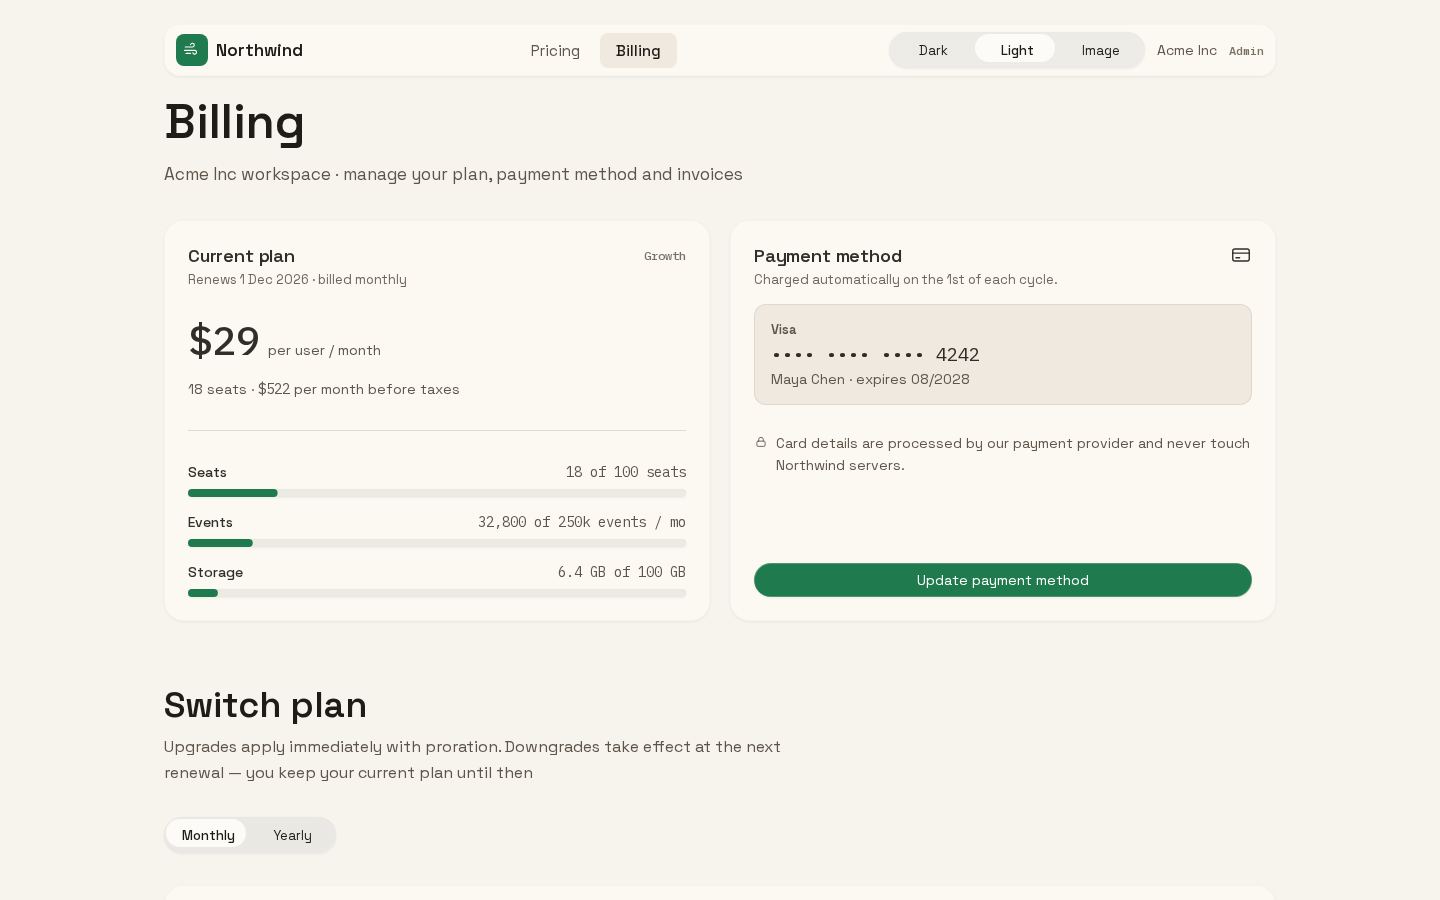 Northwind
Pricing
Billing
Dark
Light
Image
Acme Inc
Admin
Billing
Acme Inc workspace · manage your plan, payment method and invoices
Current plan
Growth
Renews 1 Dec 2026 · billed monthly
$29 per user / month
18 seats · $522 per month before taxes
Seats
18 of 100 seats
Events
32,800 of 250k events / mo
Storage
6.4 GB of 100 GB
Payment method
Charged automatically on the 1st of each cycle.
Visa
•••• •••• •••• 4242
Maya Chen · expires 08/2028
Card details are processed by our payment provider and never touch
Northwind servers.
Update payment method
Switch plan
Upgrades apply immediately with proration. Downgrades take effect at the next
renewal — you keep your current plan until then
Monthly
Yearly